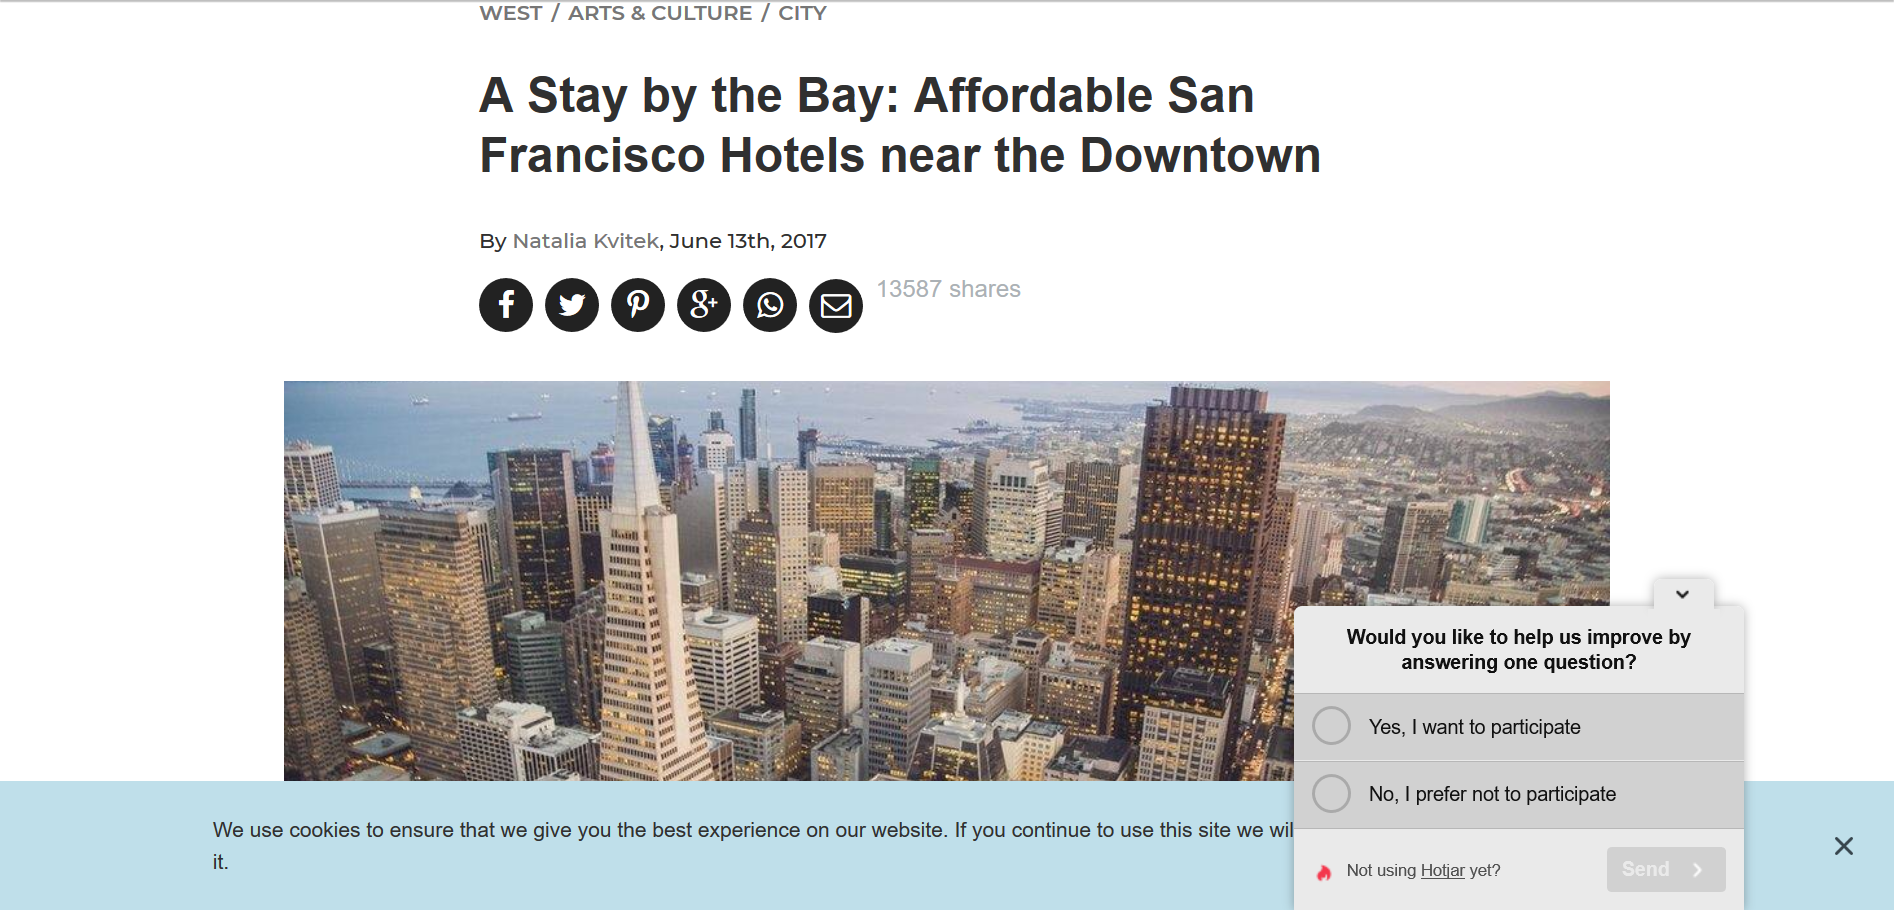 WEST / ARTS & CULTURE / CITY
A Stay by the Bay: Affordable San
Francisco Hotels near the Downtown
By Natalia Kvitek, June 13th, 2017
13587 shares
Would you like to help us improve by
answering one question?
Yes, I want to participate
No, I prefer not to participate
We use cookies to ensure that we give you the best experience on our website. If you continue to use this site we
it.
Not using Hotjar yet?
Send